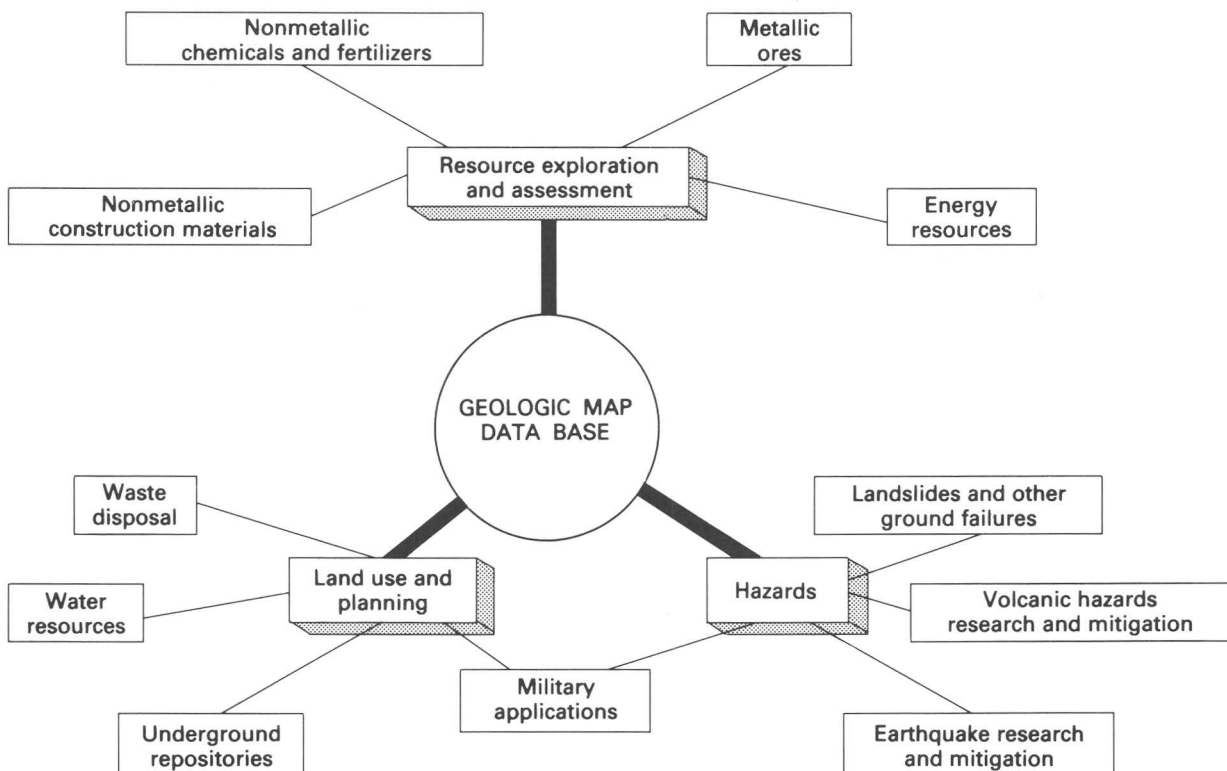 Nonmetallic
chemicals and fertilizers
Metallic
ores
Resource exploration
and assessment
Nonmetallic
construction materials
Energy
resources
GEOLOGIC MAP
DATA BASE
Waste
disposal
Landslides and other
ground failures
Land use and
planning
Hazards
Water
resources
Volcanic hazards
research and mitigation
Military
applications
Underground
repositories
Earthquake research
and mitigation